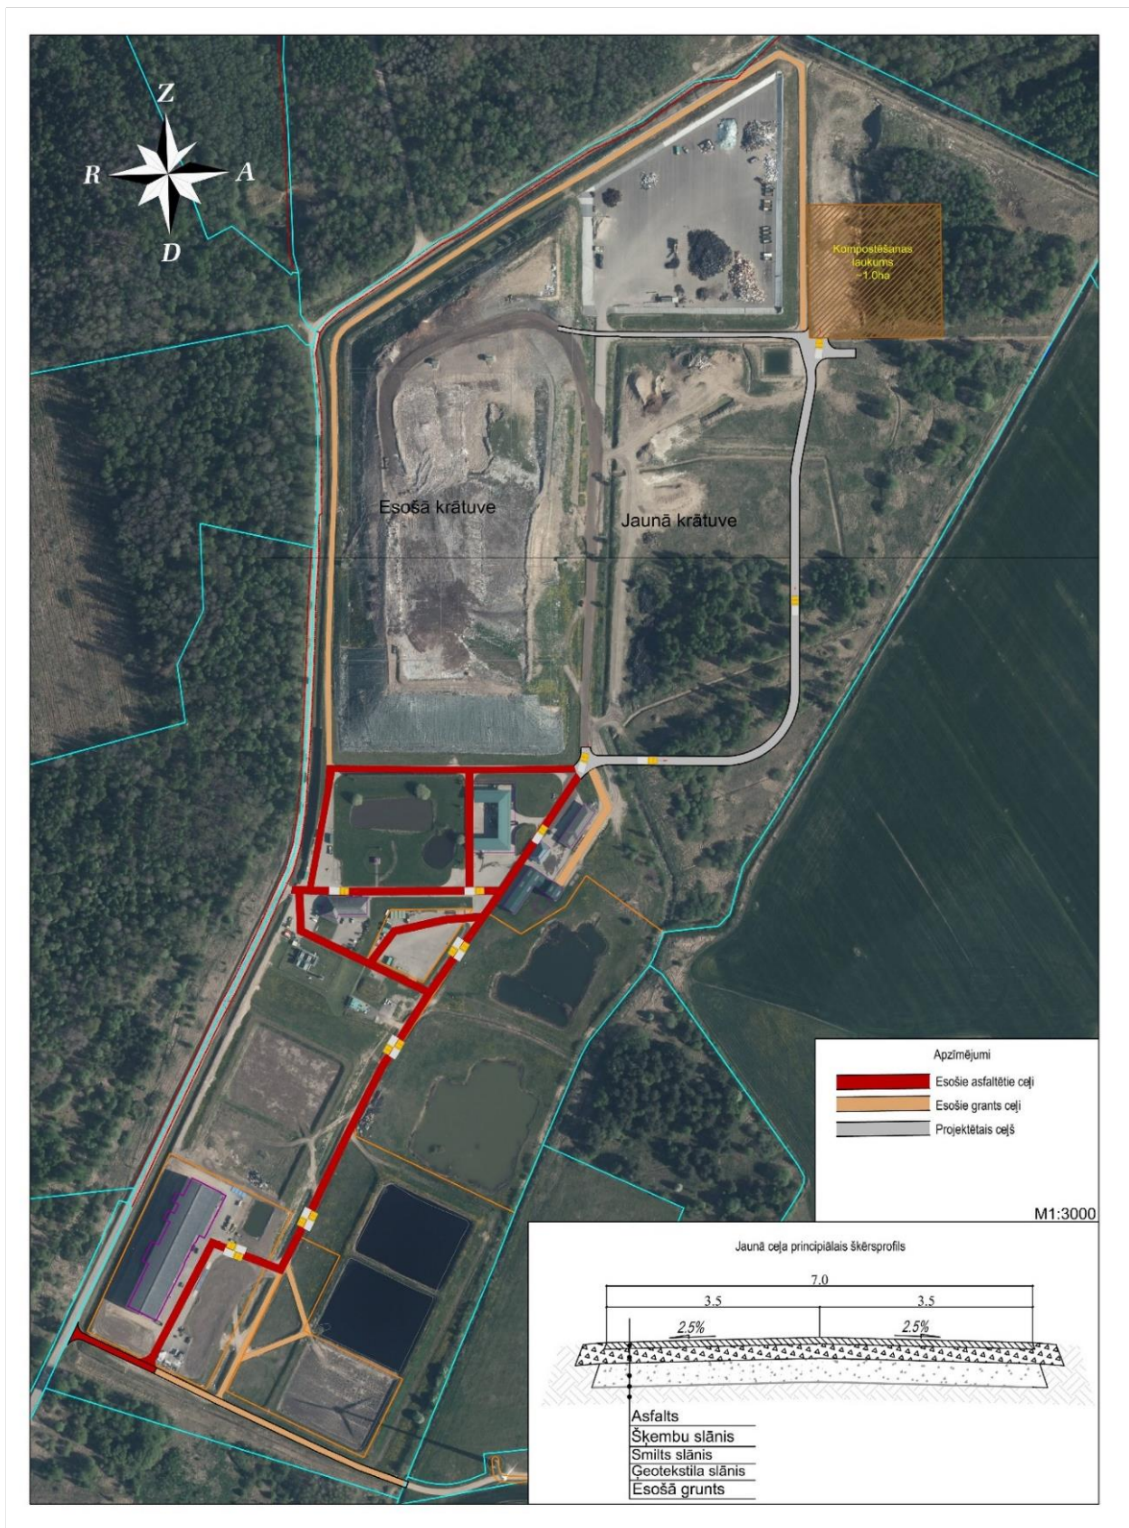 Z
R
A
D
Kompostēšanas
laukums
~1.0ha
Esošā krātuve
Jaunā krātuve
Apzīmējumi
Esošie asfaltētie ceļi
Esošie grants ceļi
Projektētais ceļš
M1:3000
Jaunā ceļa principiālais šķērsprofils
7.0
3.5
3.5
2.5%
2.5%
Asfalts
Šķembu slānis
Smilts slānis
Ģeotekstila slānis
Esošā grunts